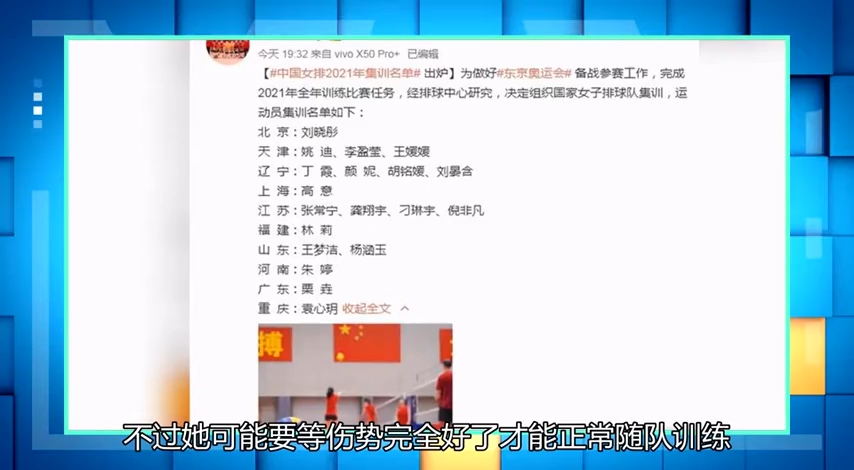 今天 19:32 来自 vivo X50 Pro+ 已编辑
【#中国女排2021年集训名单# 出炉】为做好#东京奥运会# 备战参赛工作，完成
2021年全年训练比赛任务，经排球中心研究，决定组织国家女子排球队集训，运
动员集训名单如下：
北 京：刘晓彤
天 津：姚 迪、李盈莹、王媛媛
辽 宁：丁 霞、颜 妮、胡铭媛、刘晏含
上 海：高 意
江 苏：张常宁、龚翔宇、刁琳宇、倪非凡
福 建：林 莉
山 东：王梦洁、杨涵玉
河 南：朱 婷
广 东：栗 垚
重 庆：袁心玥 收起全文
搏
不过她可能要等伤势完全好了才能正常随队训练